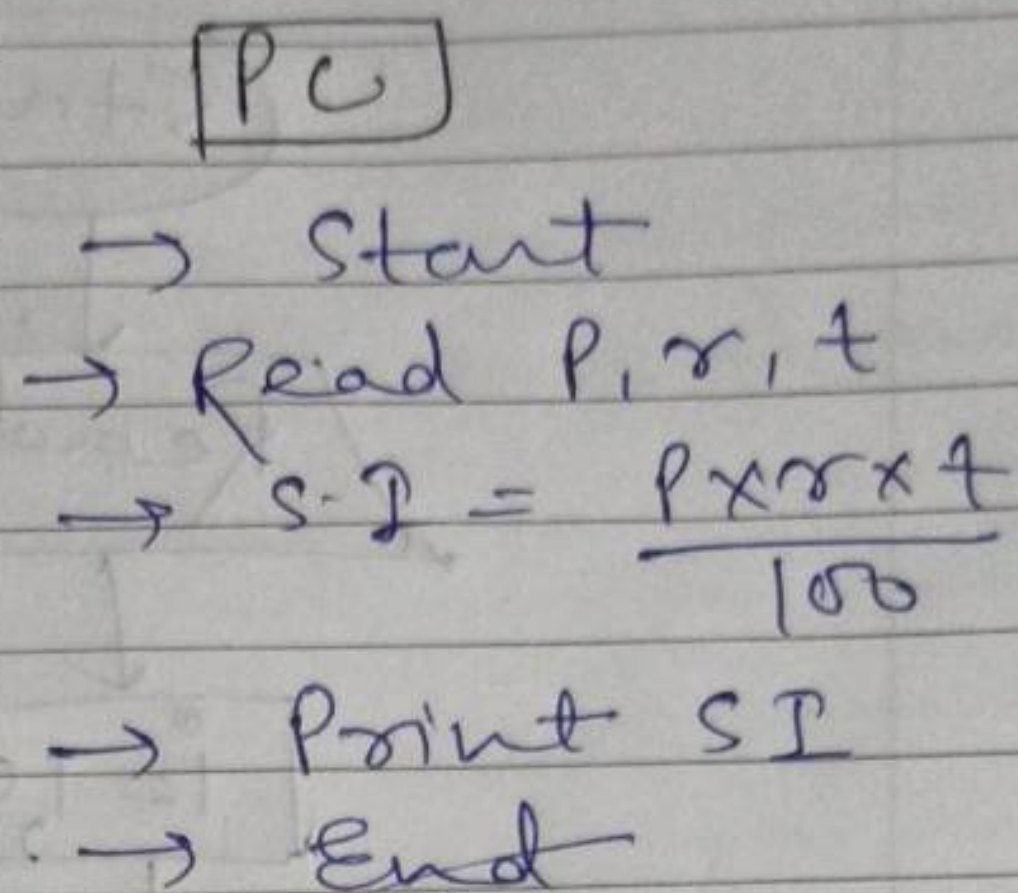 PC
→ Start
→ Read P, r, t
→ S.I = P×r×t
100
→ Print SI
→ End